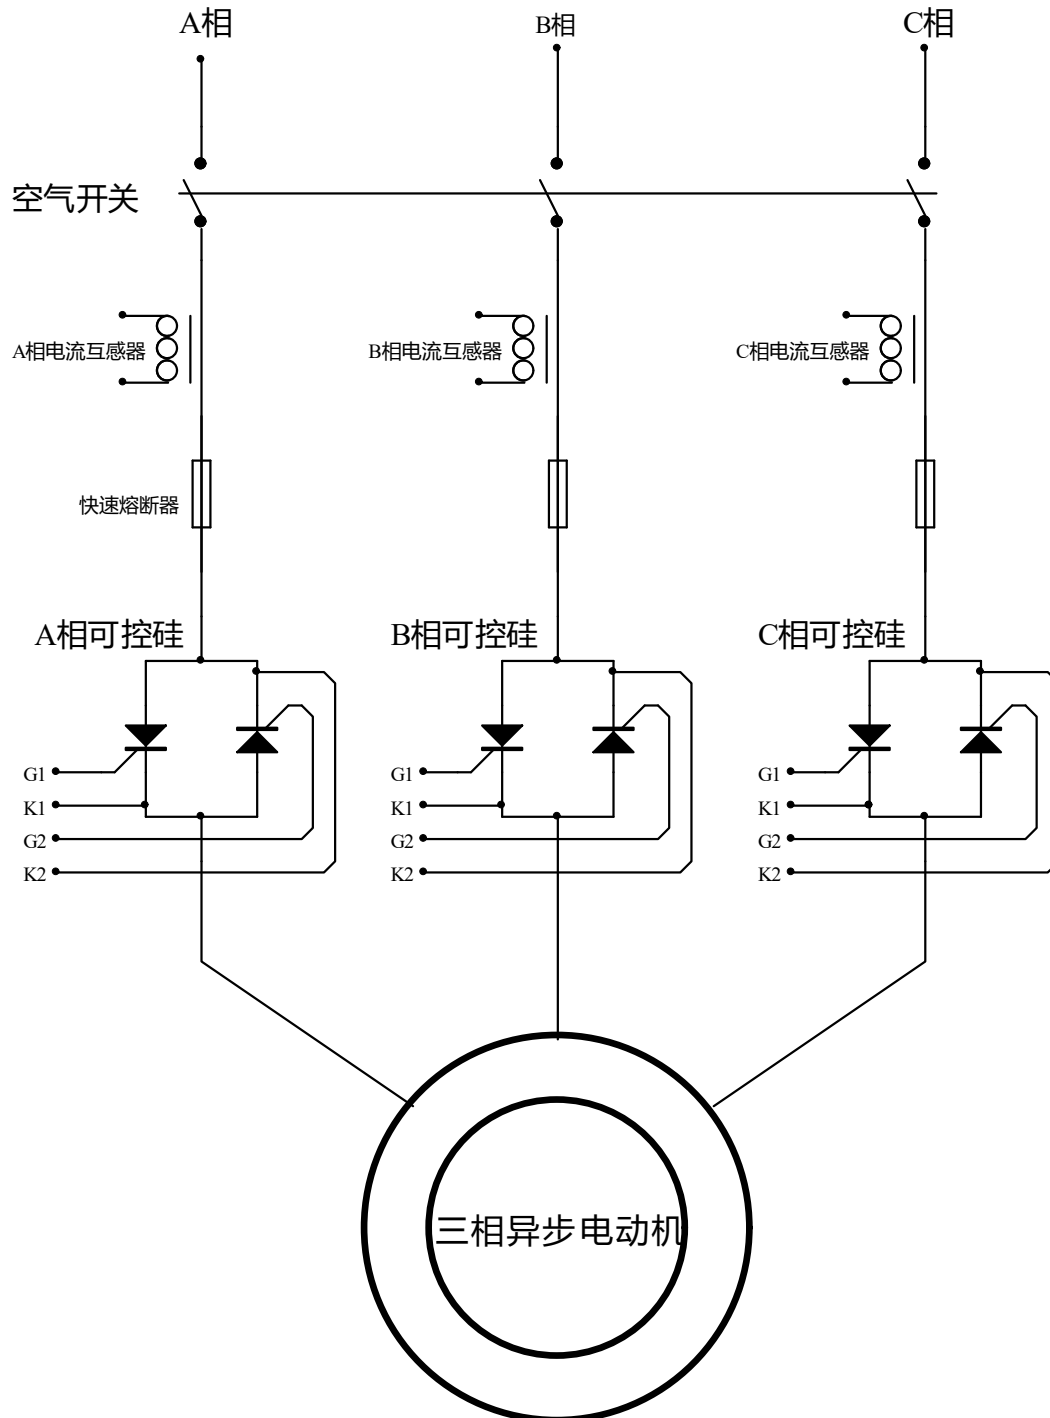 A相
B相
C相
空气开关
A相电流互感器
B相电流互感器
C相电流互感器
快速熔断器
A相可控硅
B相可控硅
C相可控硅
G1
K1
G2
K2
G1
K1
G2
K2
G1
K1
G2
K2
三相异步电动机